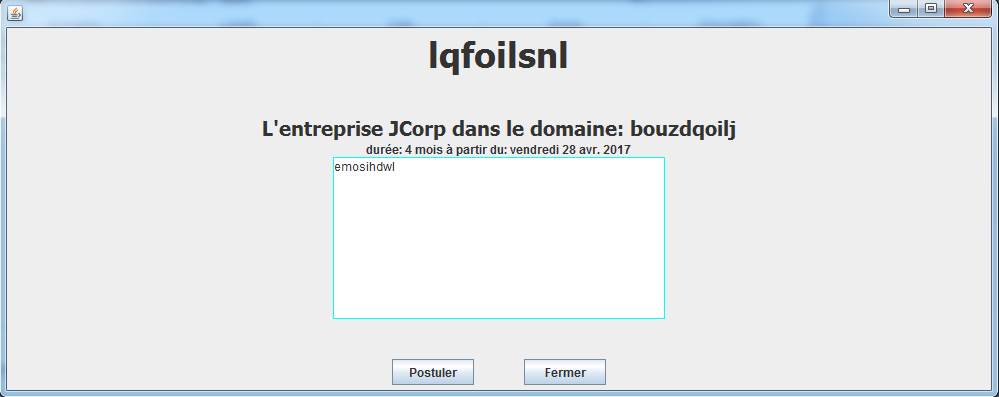 lqfoilsnl
L'entreprise JCorp dans le domaine: bouzdqoilj
durée: 4 mois à partir du: vendredi 28 avr. 2017
emosihdwl
Postuler Fermer